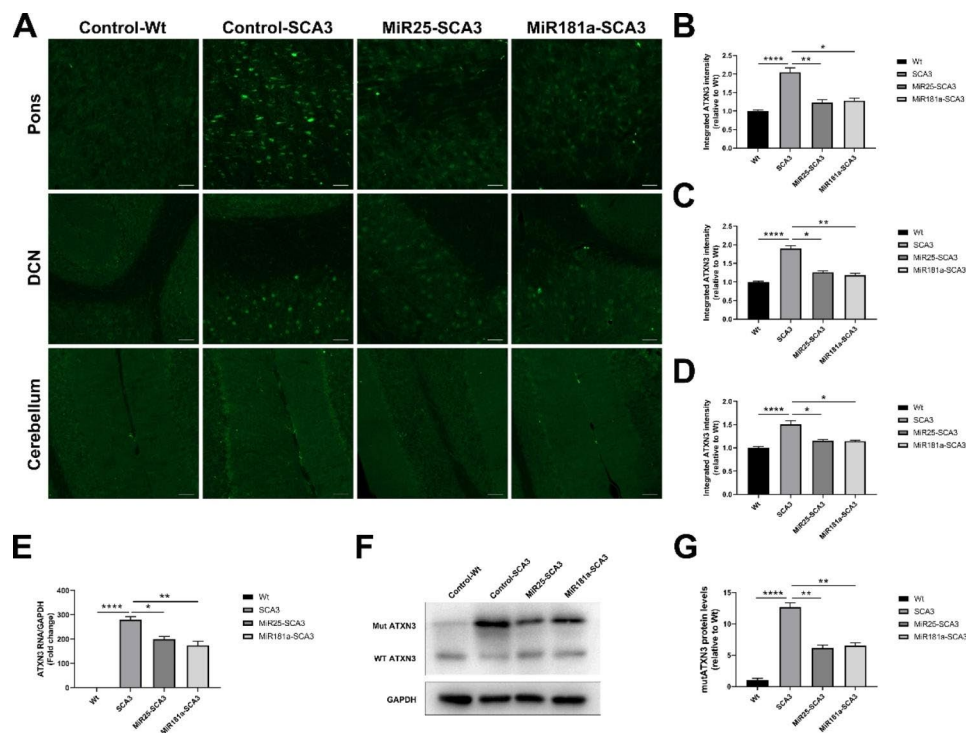 A
Control-Wt
Control-SCA3
MiR25-SCA3
MiR181a-SCA3
Pons
DCN
Cerebellum
B
Integrated ATXN3 intensity
(relative to Wt)
2.5
2.0
1.5
1.0
0.5
0.0
****
**
*
Wt
SCA3
MiR25-SCA3
MiR181a-SCA3
Wt
SCA3
MiR25-SCA3
MiR181a-SCA3
C
Integrated ATXN3 intensity
(relative to Wt)
2.5
2.0
1.5
1.0
0.5
0.0
****
*
**
Wt
SCA3
MiR25-SCA3
MiR181a-SCA3
Wt
SCA3
MiR25-SCA3
MiR181a-SCA3
D
Integrated ATXN3 intensity
(relative to Wt)
2.5
2.0
1.5
1.0
0.5
0.0
****
*
*
Wt
SCA3
MiR25-SCA3
MiR181a-SCA3
Wt
SCA3
MiR25-SCA3
MiR181a-SCA3
E
ATXN3 RNA/GAPDH
(Fold change)
400
300
200
100
0
****
*
**
Wt
SCA3
MiR25-SCA3
MiR181a-SCA3
Wt
SCA3
MiR25-SCA3
MiR181a-SCA3
F
Control-Wt
Control-SCA3
MiR25-SCA3
MiR181a-SCA3
Mut ATXN3
WT ATXN3
GAPDH
G
mutATXN3 protein levels
(relative to Wt)
15
10
5
0
****
**
**
Wt
SCA3
MiR25-SCA3
MiR181a-SCA3
Wt
SCA3
MiR25-SCA3
MiR181a-SCA3